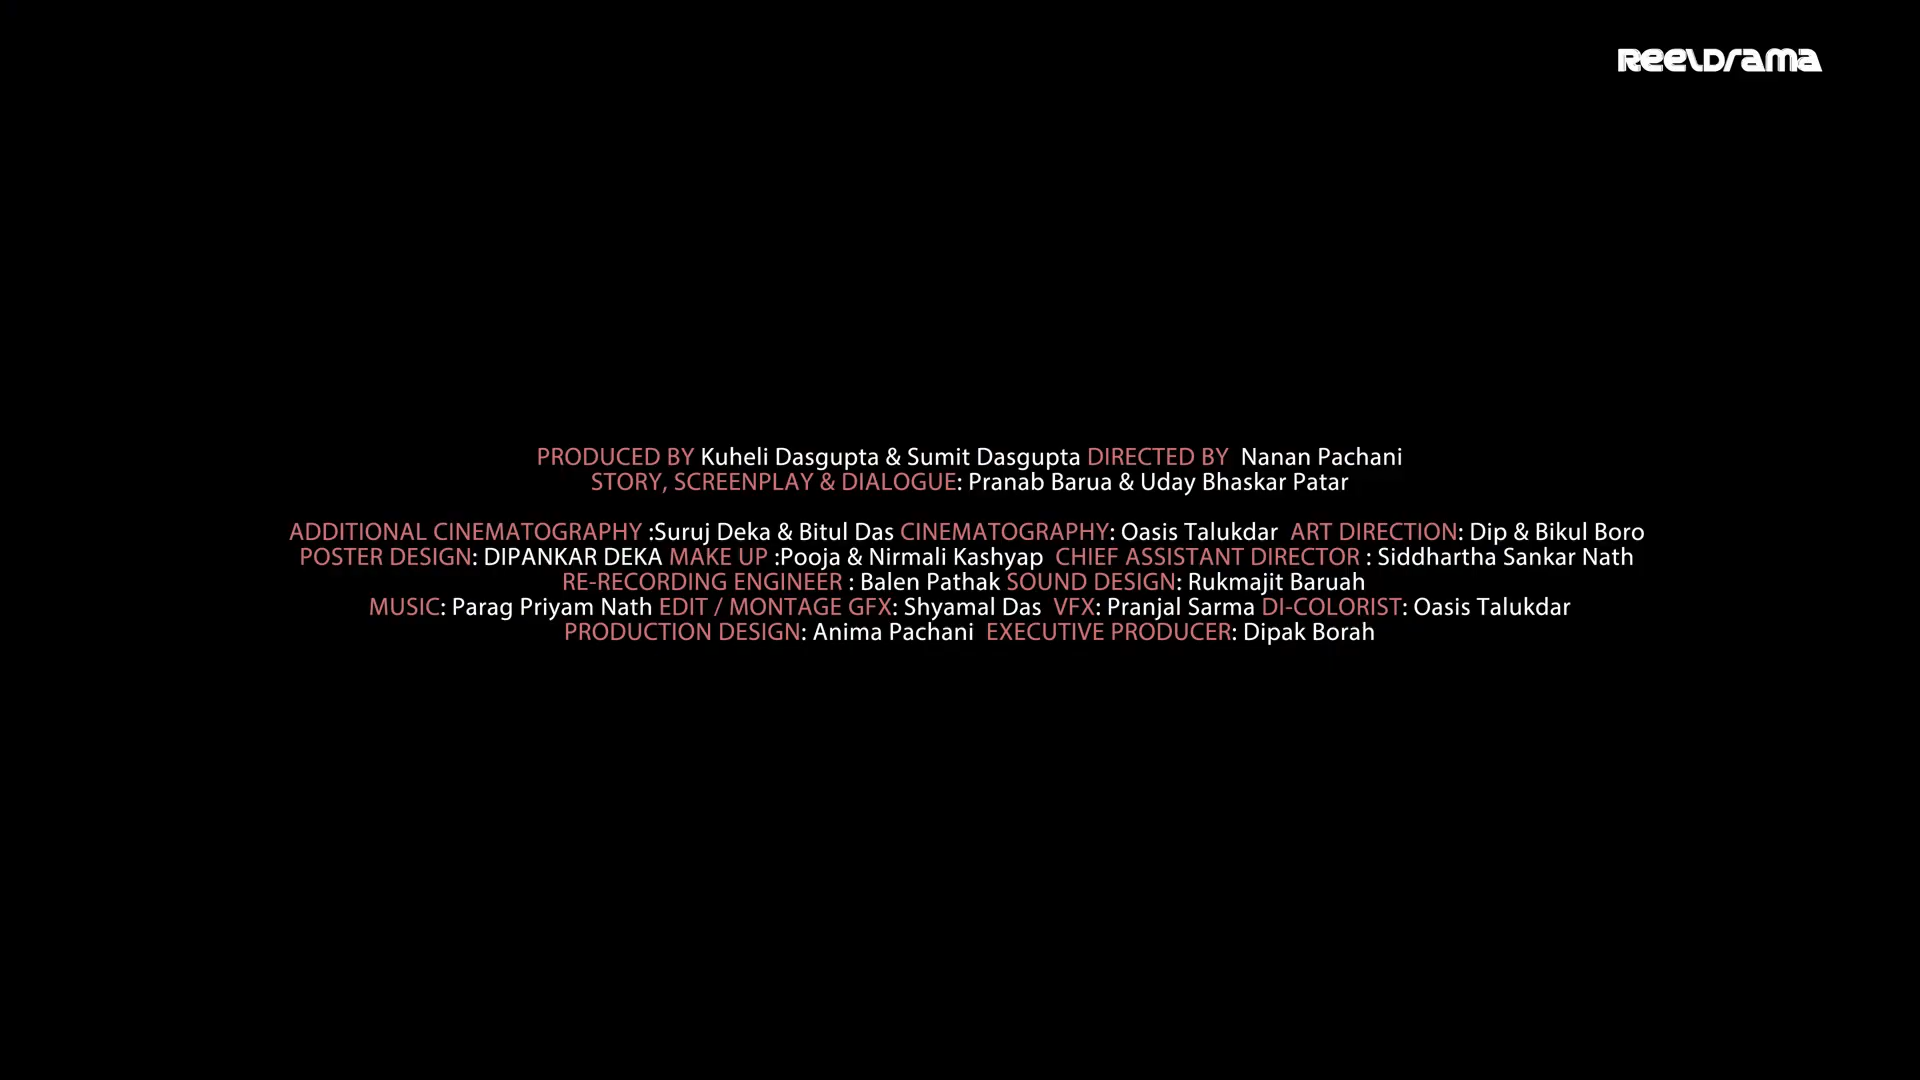 ReelDrama
PRODUCED BY Kuheli Dasgupta & Sumit Dasgupta DIRECTED BY Nanan Pachani
STORY, SCREENPLAY & DIALOGUE: Pranab Barua & Uday Bhaskar Patar
ADDITIONAL CINEMATOGRAPHY :Suruj Deka & Bitul Das CINEMATOGRAPHY: Oasis Talukdar ART DIRECTION: Dip & Bikul Boro
POSTER DESIGN: DIPANKAR DEKA MAKE UP :Pooja & Nirmali Kashyap CHIEF ASSISTANT DIRECTOR : Siddhartha Sankar Nath
RE-RECORDING ENGINEER : Balen Pathak SOUND DESIGN: Rukmajit Baruah
MUSIC: Parag Priyam Nath EDIT / MONTAGE GFX: Shyamal Das VFX: Pranjal Sarma DI-COLORIST: Oasis Talukdar
PRODUCTION DESIGN: Anima Pachani EXECUTIVE PRODUCER: Dipak Borah